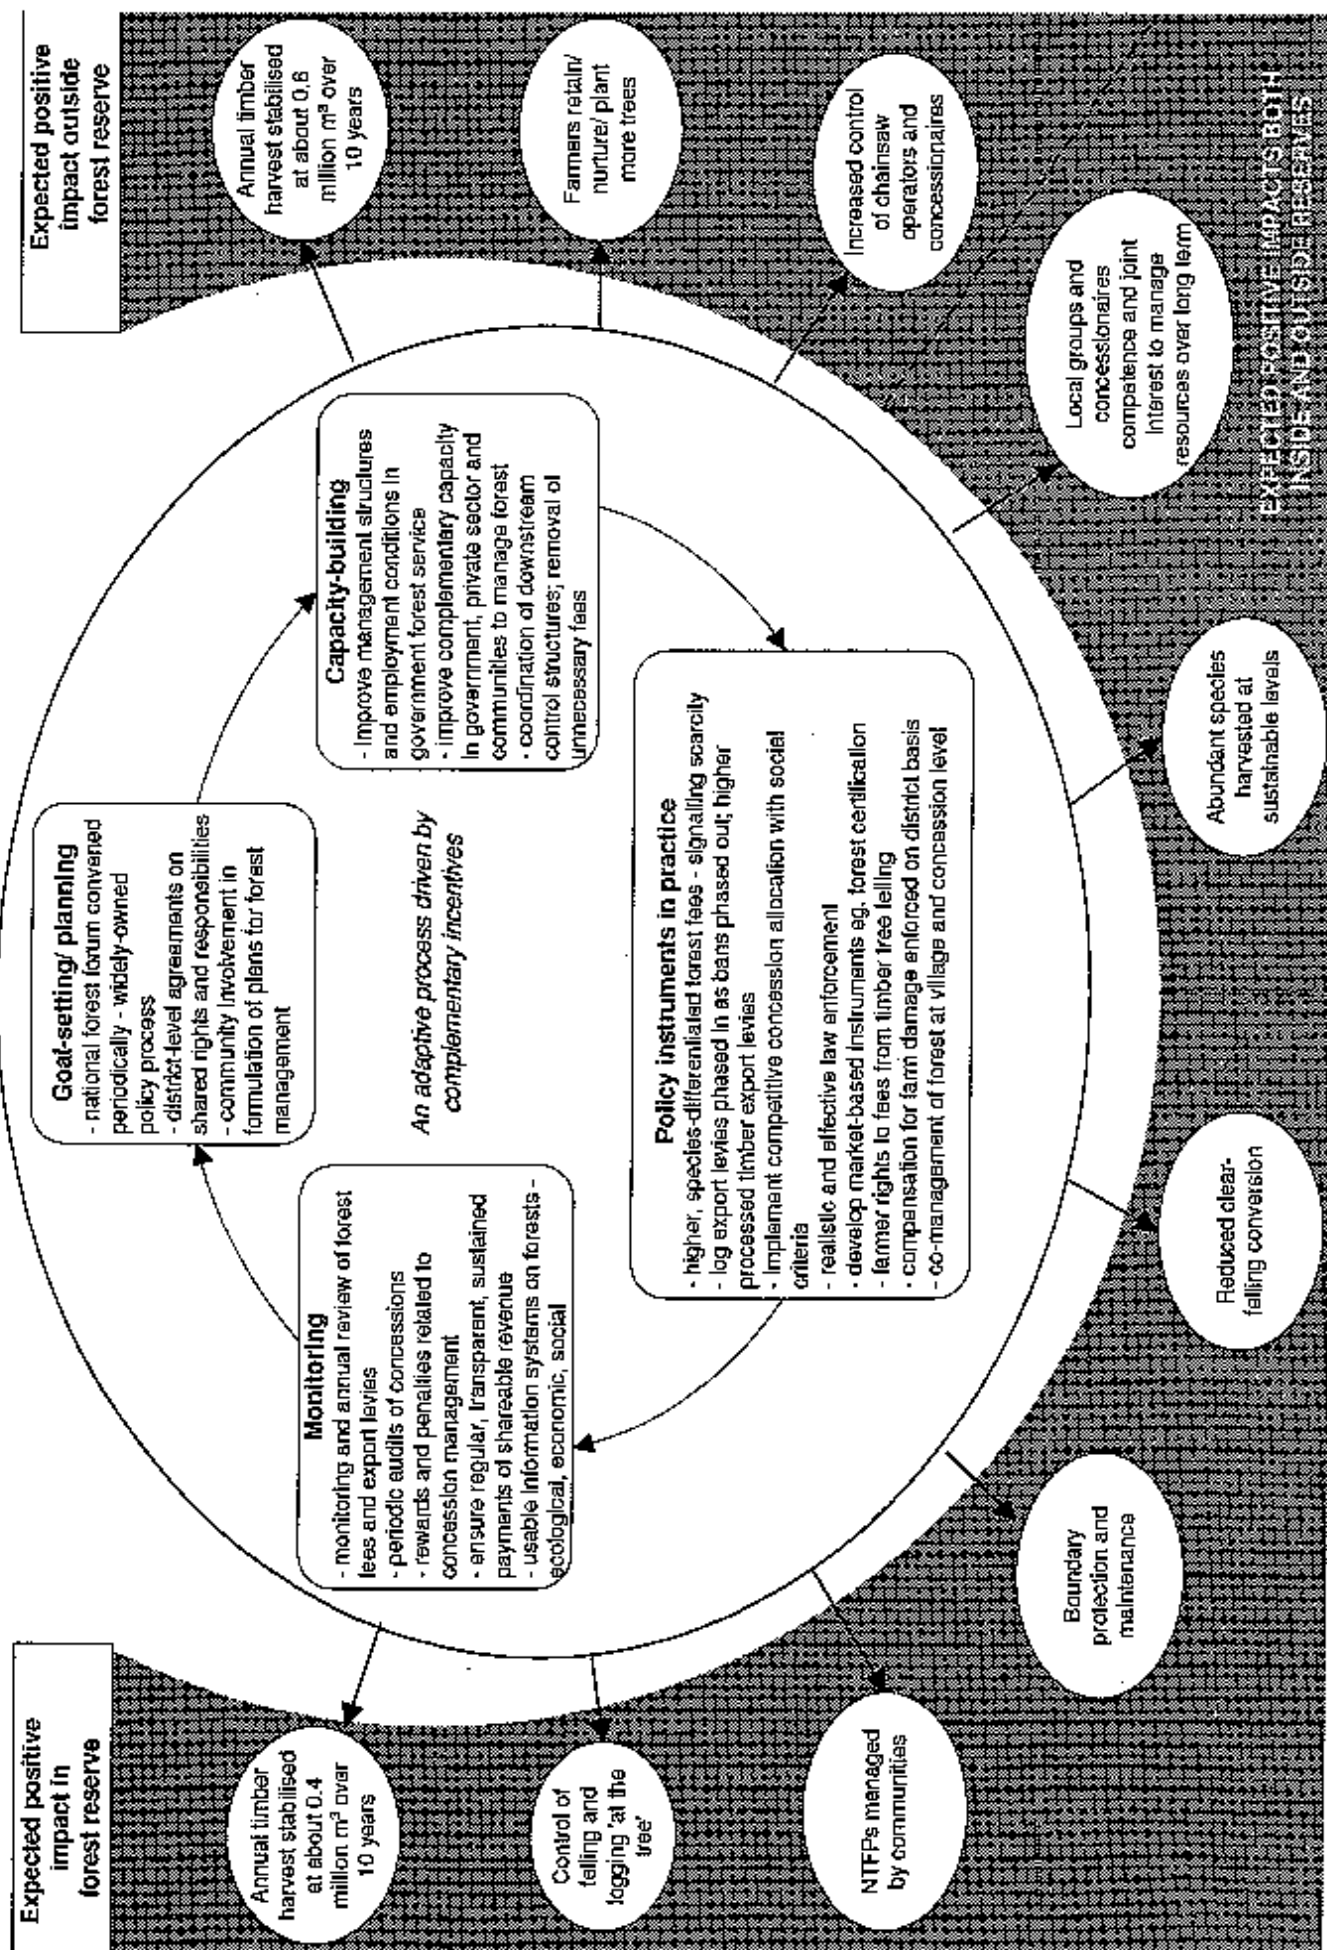 Expected positive
impact in
forest reserve
Expected positive
impact outside
forest reserve
Goal-setting/ planning
- national forest forum convened
periodically - widely-owned
policy process
- district-level agreements on
shared rights and responsibilities
- community involvement in
formulation of plans for forest
management
Capacity-building
- Improve management structures
and employment conditions in
government forest service
- improve complementary capacity
in government, private sector and
communities to manage forest
- coordination of downstream
control structures; removal of
unnecessary fees
Policy instruments in practice
- higher, species-differentiated forest fees - signalling scarcity
- log export levies phased in as bans phased out; higher
processed timber export levies
- implement competitive concession allocation with social
criteria
- realistic and effective law enforcement
- develop market-based instruments eg. forest certification
- farmer rights to fees from timber tree felling
- compensation for farm damage enforced on district basis
- co-management of forest at village and concession level
Monitoring
- monitoring and annual review of forest
fees and export levies
- periodic audits of concessions
- rewards and penalties related to
concession management
- ensure regular, transparent, sustained
payments of shareable revenue
- usable information systems on forests -
ecological, economic, social
An adaptive process driven by
complementary incentives
Annual timber
harvest stabilised
at about 0.4
million m³ over
10 years
Control of
felling and
logging 'at the
tree'
NTFPs managed
by communities
Boundary
protection and
maintenance
Reduced clear-
felling conversion
Abundant species
harvested at
sustainable levels
Local groups and
concessionaires
competence and joint
interest to manage
resources over long term
Increased control
of chainsaw
operators and
concessionaires
Farmers retain/
nurture/ plant
more trees
Annual timber
harvest stabilised
at about 0.6
million m³ over
10 years
EXPECTED POSITIVE IMPACTS BOTH
INSIDE AND OUTSIDE RESERVES